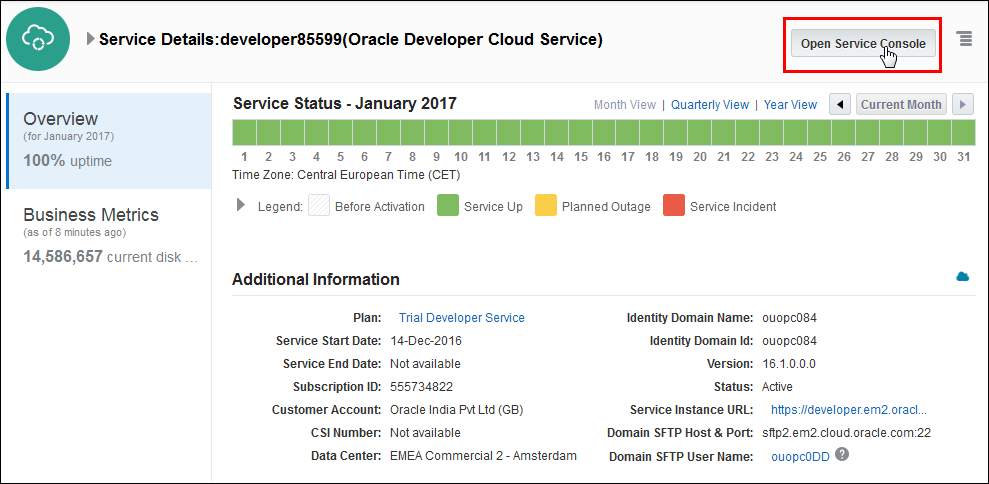 Service Details:developer85599(Oracle Developer Cloud Service)
Open Service Console
Overview
(for January 2017)
100% uptime
Business Metrics
(as of 8 minutes ago)
14,586,657 current disk ...
Service Status - January 2017
Month View | Quarterly View | Year View
Current Month
1 2 3 4 5 6 7 8 9 10 11 12 13 14 15 16 17 18 19 20 21 22 23 24 25 26 27 28 29 30 31
Time Zone: Central European Time (CET)
Legend: Before Activation Service Up Planned Outage Service Incident
Additional Information
Plan: Trial Developer Service
Service Start Date: 14-Dec-2016
Service End Date: Not available
Subscription ID: 555734822
Customer Account: Oracle India Pvt Ltd (GB)
CSI Number: Not available
Data Center: EMEA Commercial 2 - Amsterdam
Identity Domain Name: ouopc084
Identity Domain Id: ouopc084
Version: 16.1.0.0.0
Status: Active
Service Instance URL: https://developer.em2.oracl...
Domain SFTP Host & Port: sftp2.em2.cloud.oracle.com:22
Domain SFTP User Name: ouopc0DD ?